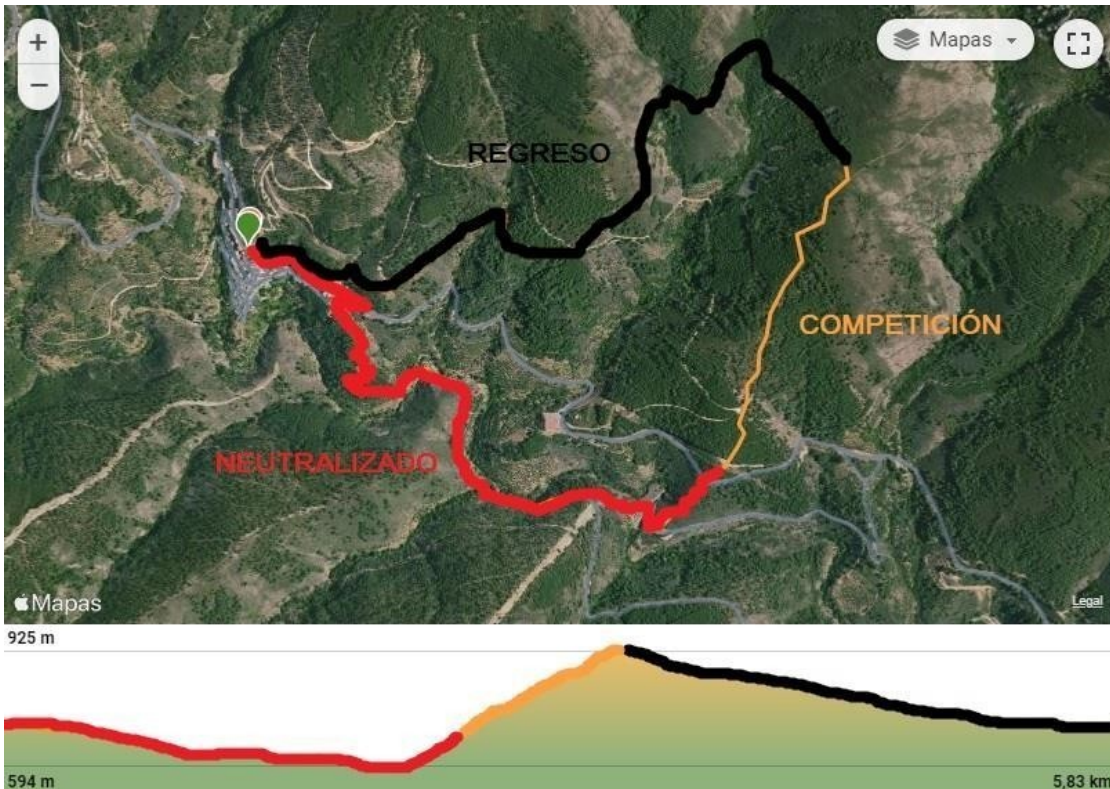 +
Mapas
−
REGRESO
COMPETICIÓN
NEUTRALIZADO
Mapas
Legal
925 m
594 m
5,83 km